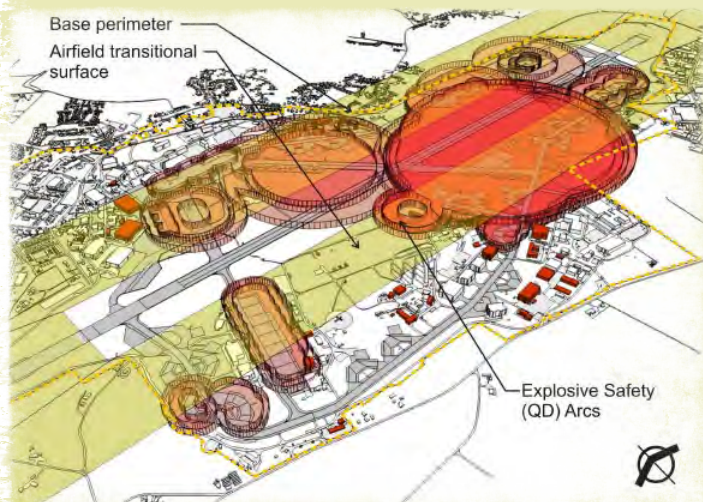 Base perimeter
Airfield transitional
surface
Explosive Safety
(QD) Arcs